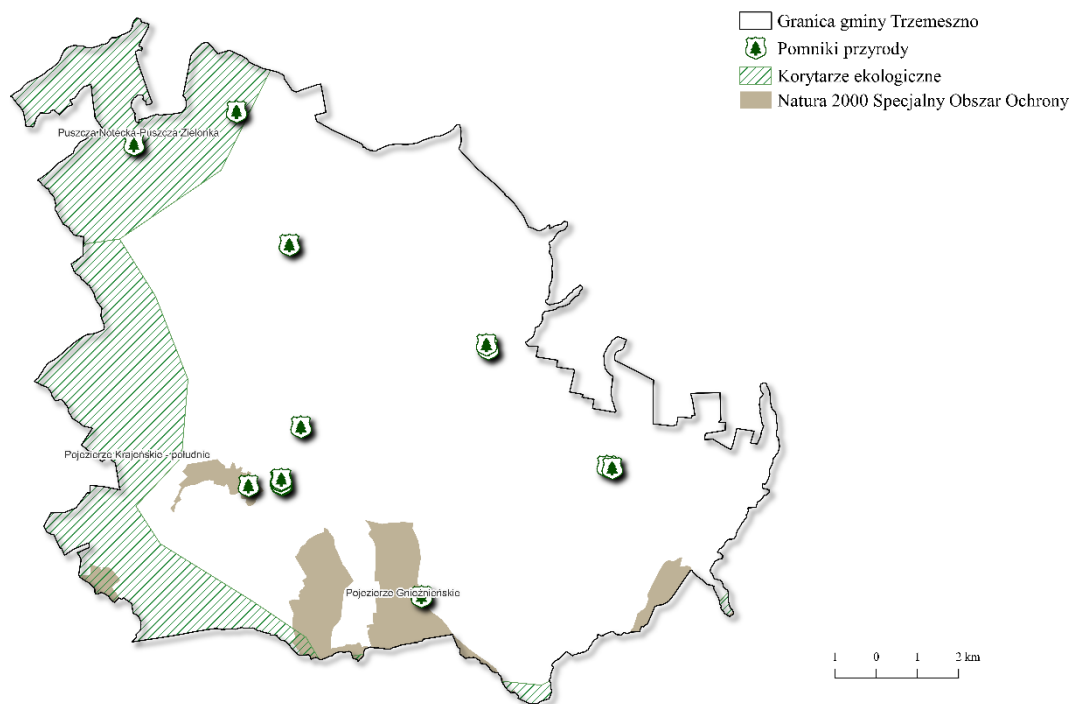 Granica gminy Trzemeszno
Pomniki przyrody
Korytarze ekologiczne
Natura 2000 Specjalny Obszar Ochrony
Puszcza Notecka-Puszcza Zielonka
Pojezierze Krajeńskie - południe
Pojezierze Gnieźnieńskie
1 0 1 2 km